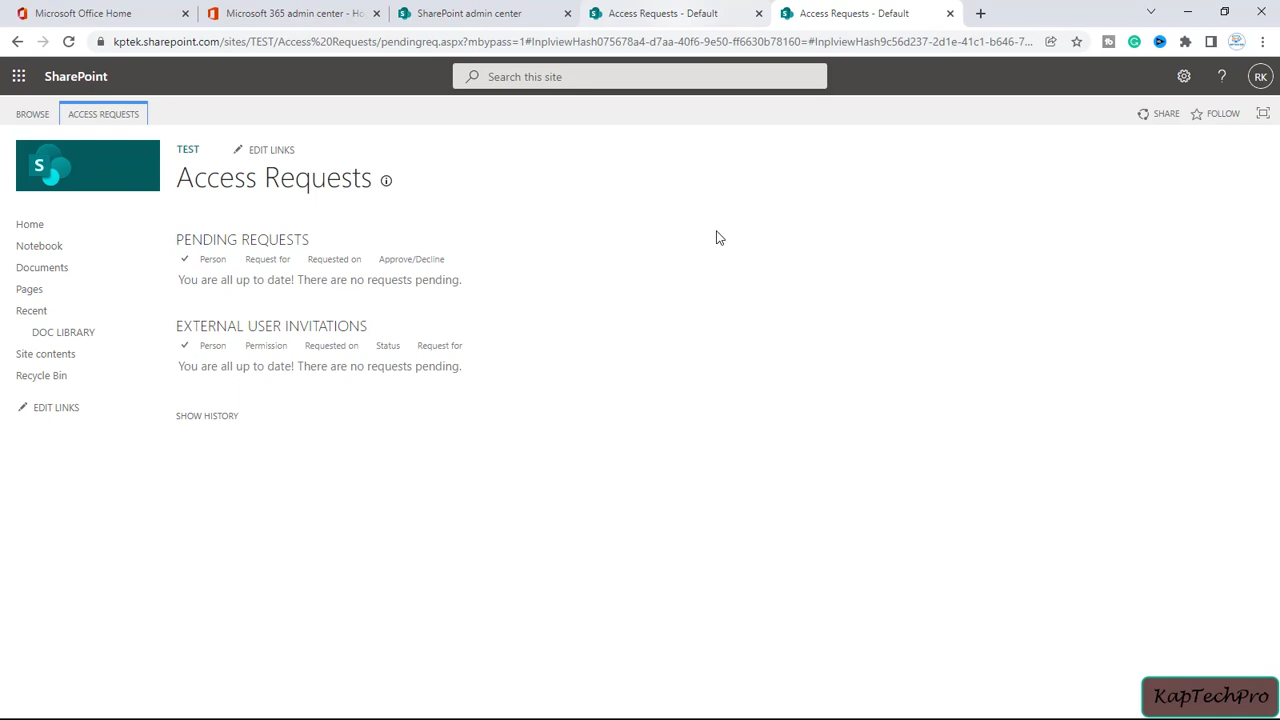 Microsoft Office Home
Microsoft 365 admin center - Ho
SharePoint admin center
Access Requests - Default
Access Requests - Default
kptek.sharepoint.com/sites/TEST/Access%20Requests/pendingreq.aspx?mbypass=1#InplviewHash075678a4-d7aa-40f6-9e50-ff6630b78160=#InplviewHash9c56d237-2d1e-41c1-b646-7...
SharePoint
Search this site
?
RK
BROWSE
ACCESS REQUESTS
SHARE
FOLLOW
S
TEST
EDIT LINKS
Access Requests
Home
Notebook
Documents
Pages
Recent
DOC LIBRARY
Site contents
Recycle Bin
EDIT LINKS
PENDING REQUESTS
Person Request for Requested on Approve/Decline
You are all up to date! There are no requests pending.
EXTERNAL USER INVITATIONS
Person Permission Requested on Status Request for
You are all up to date! There are no requests pending.
SHOW HISTORY
KapTechPro